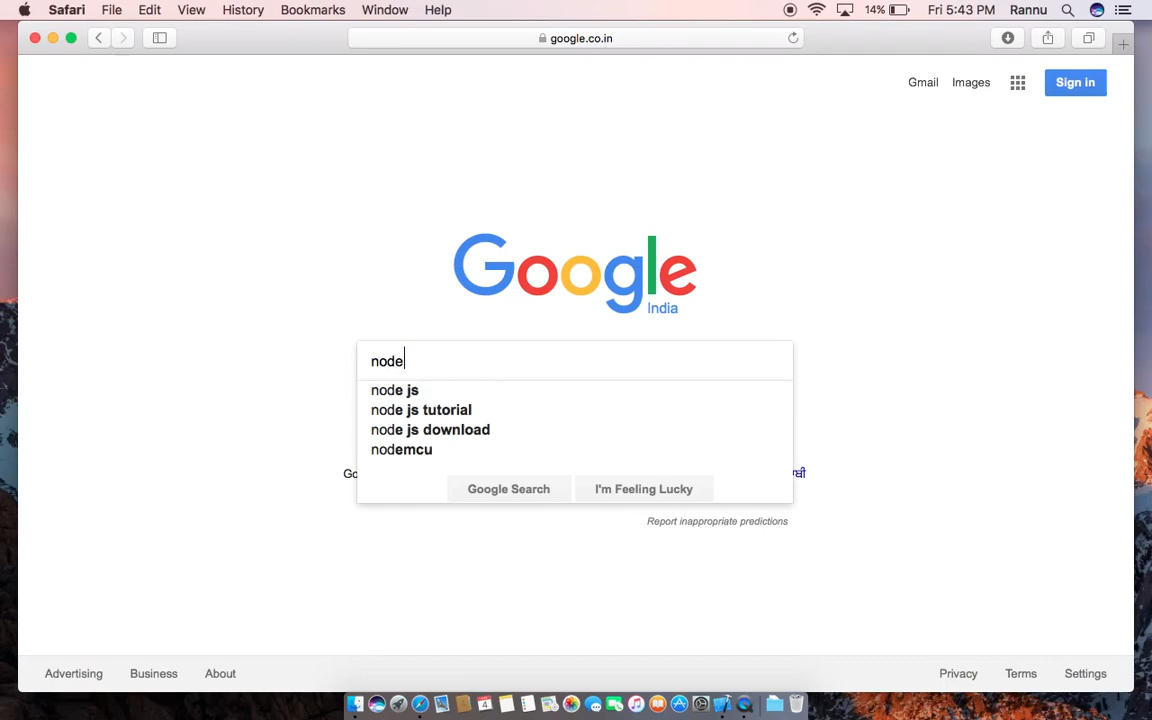 Safari File Edit View History Bookmarks Window Help 14% Fri 5:43 PM Rannu
google.co.in
Gmail Images Sign in
Google
India
node
node js
node js tutorial
node js download
nodemcu
Go
Google Search I'm Feeling Lucky
Report inappropriate predictions
Advertising Business About Privacy Terms Settings
4